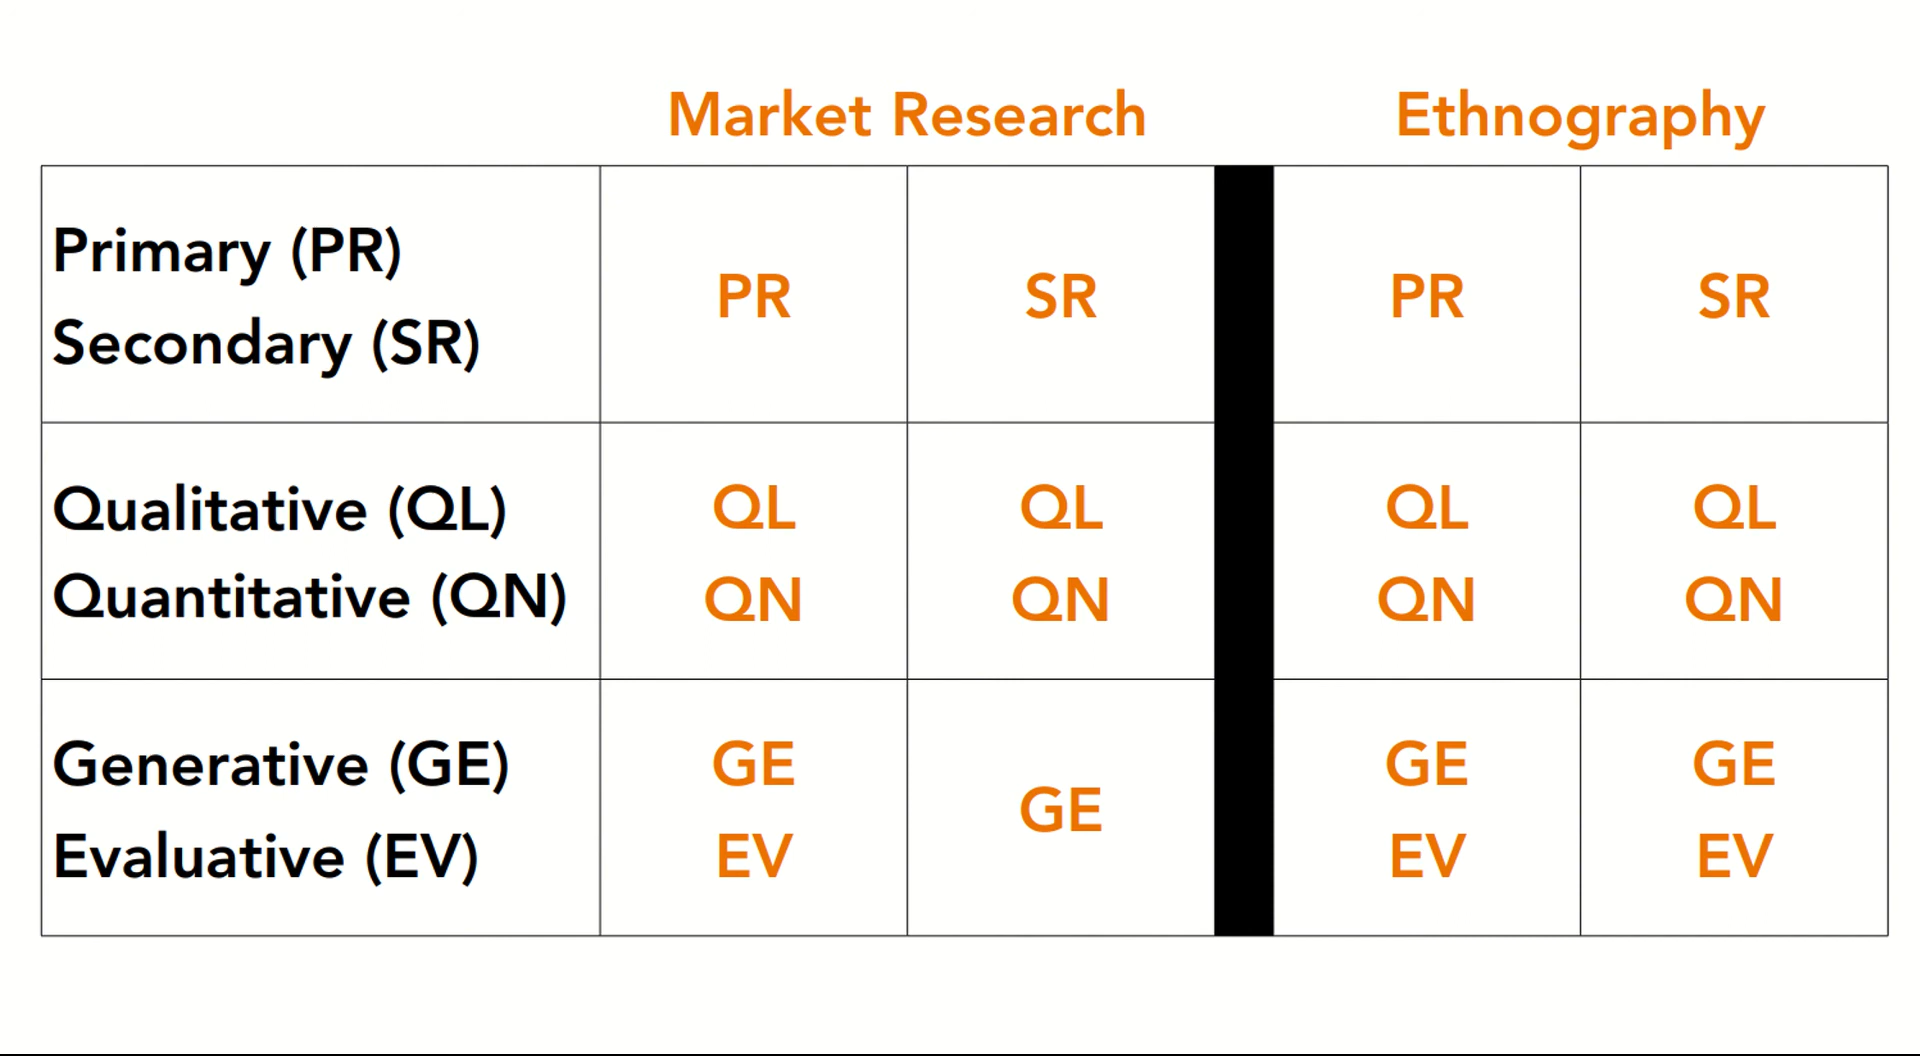 Market Research Ethnography
Primary (PR)
Secondary (SR)
PR SR PR SR
Qualitative (QL)
Quantitative (QN)
QL QL QL QL
QN QN QN QN
Generative (GE)
Evaluative (EV)
GE GE GE GE
EV EV EV